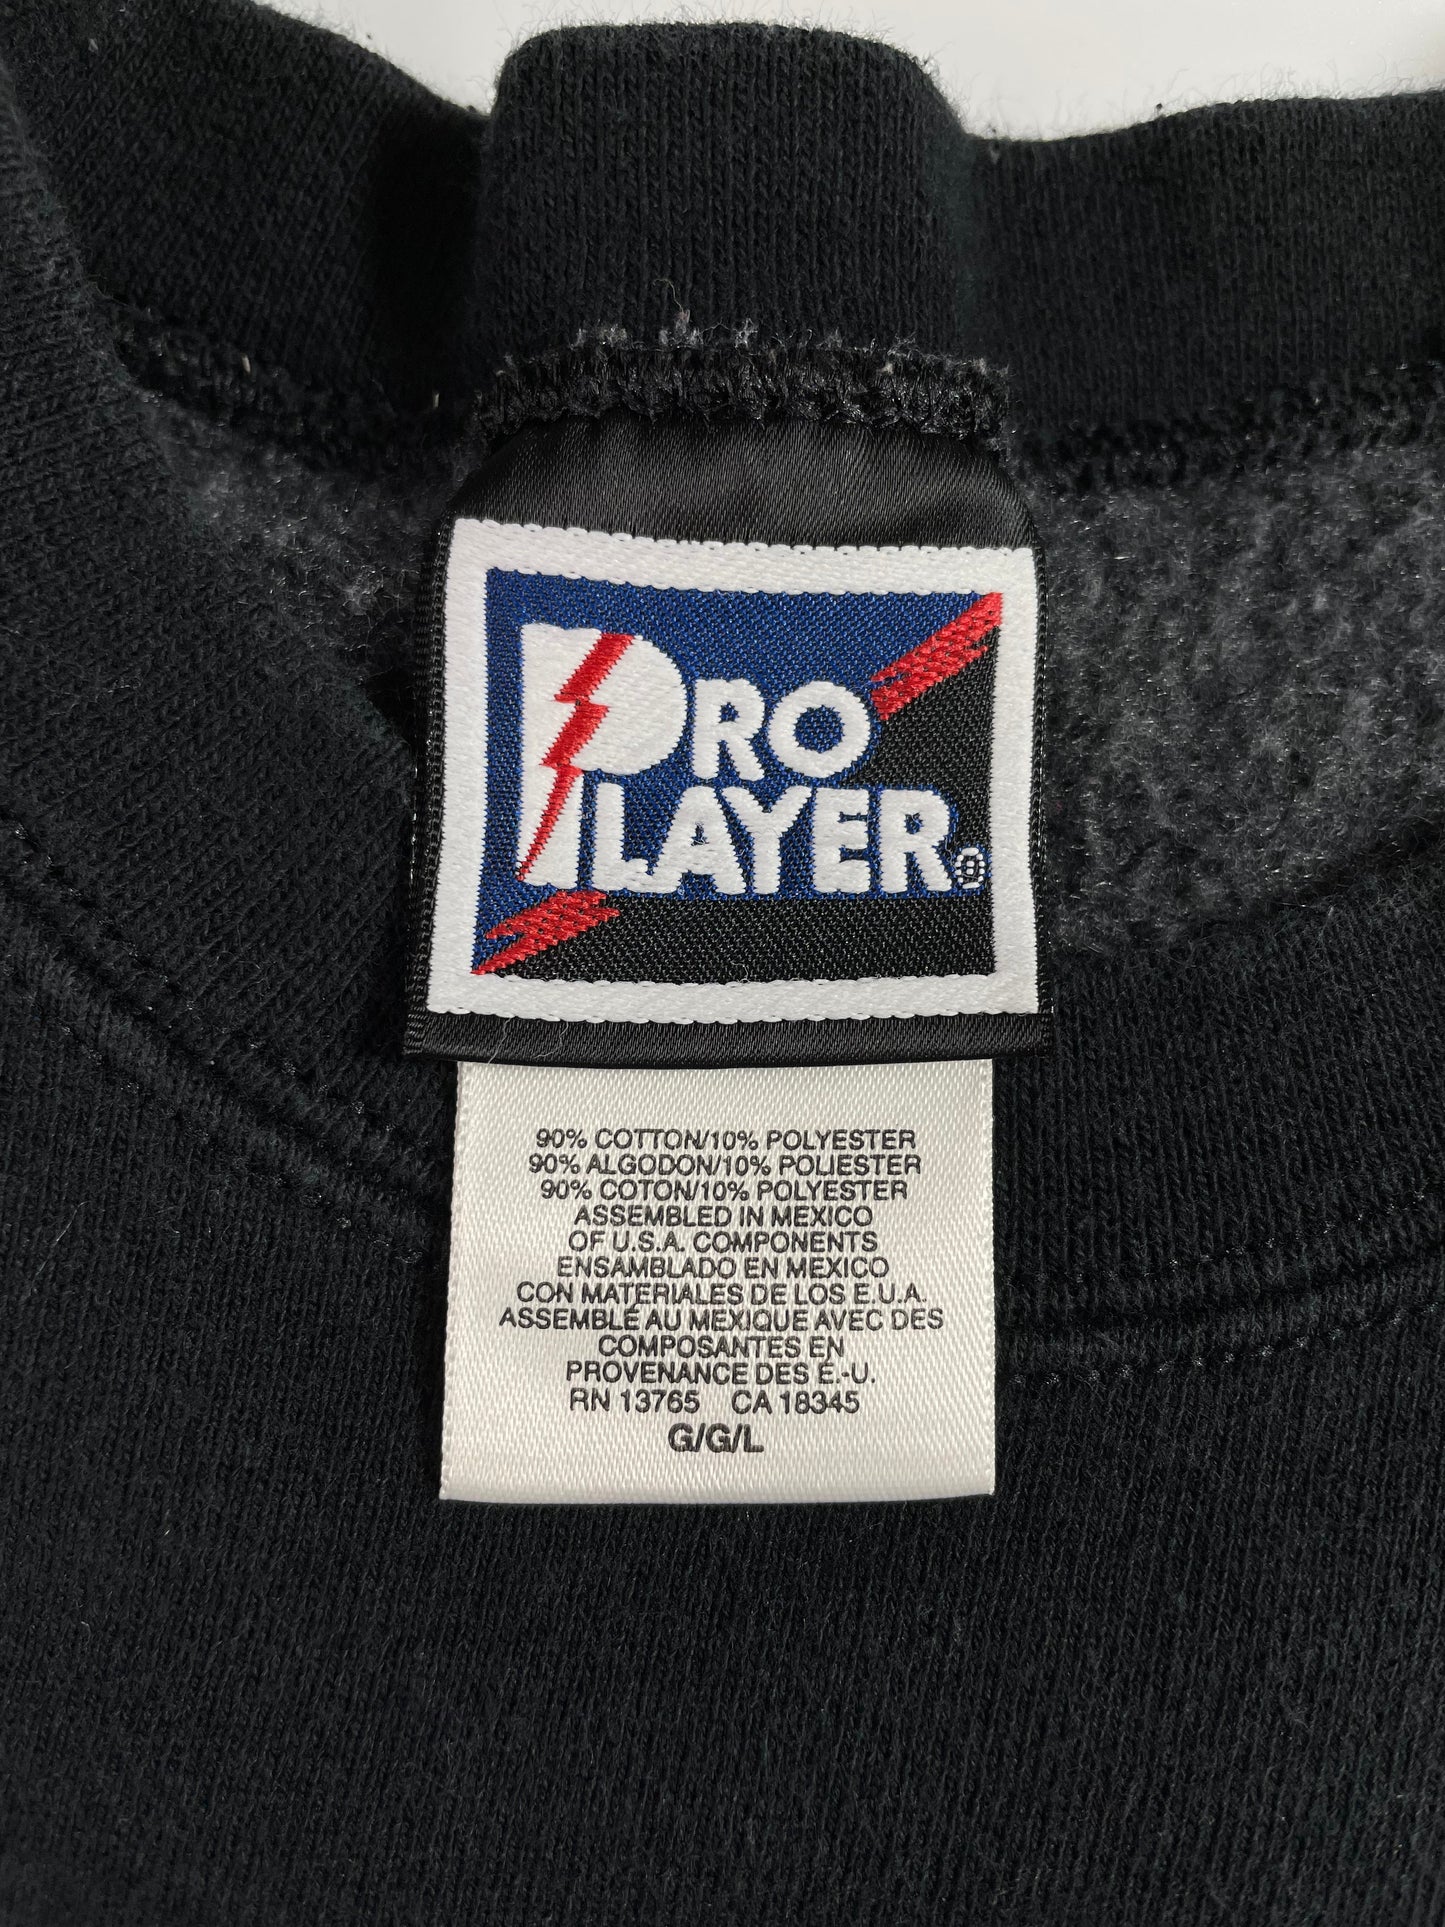 PRO
PLAYER®
90% COTTON/10% POLYESTER
90% ALGODON/10% POLIESTER
90% COTON/10% POLYESTER
ASSEMBLED IN MEXICO
OF U.S.A. COMPONENTS
ENSAMBLADO EN MEXICO
CON MATERIALES DE LOS E.U.A.
ASSEMBLÉ AU MEXIQUE AVEC DES
COMPOSANTES EN
PROVENANCE DES É.-U.
RN 13765 CA 18345
G/G/L